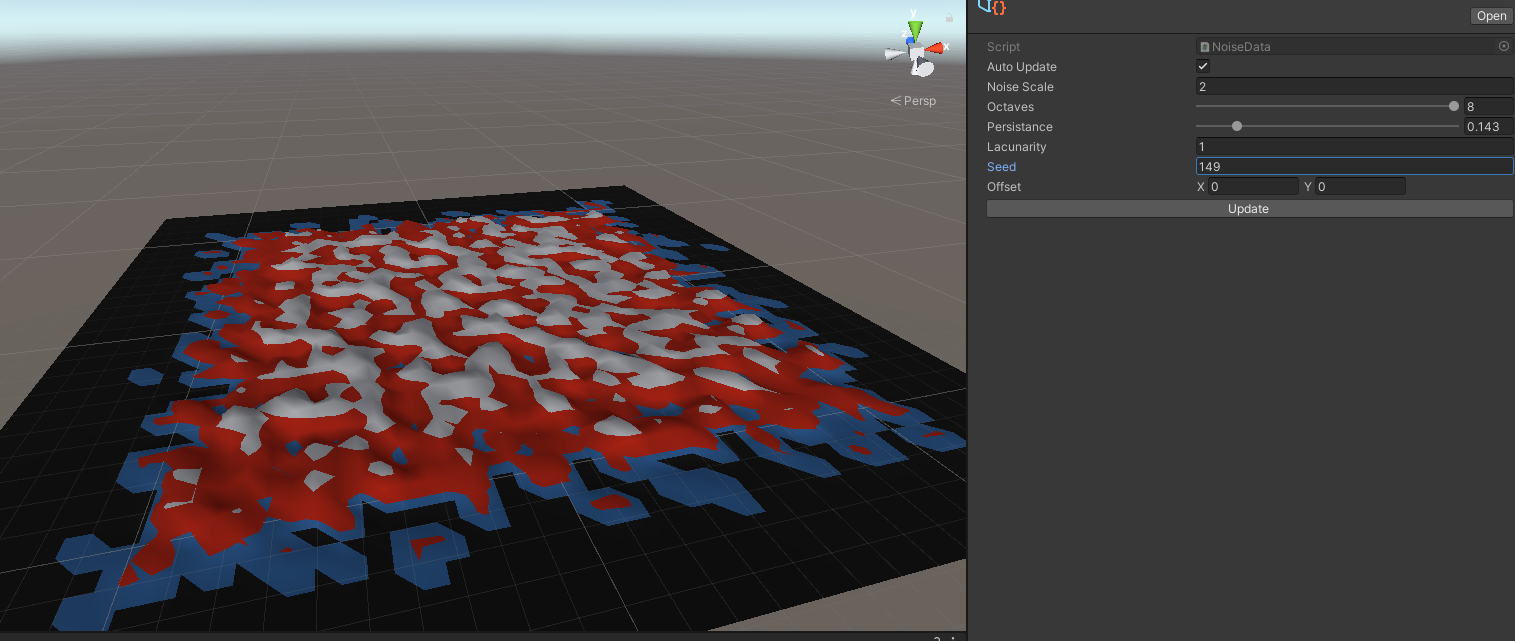 Open
y
z
x
Persp
Script NoiseData
Auto Update
Noise Scale 2
Octaves 8
Persistance 0.143
Lacunarity 1
Seed 149
Offset X 0 Y 0
Update